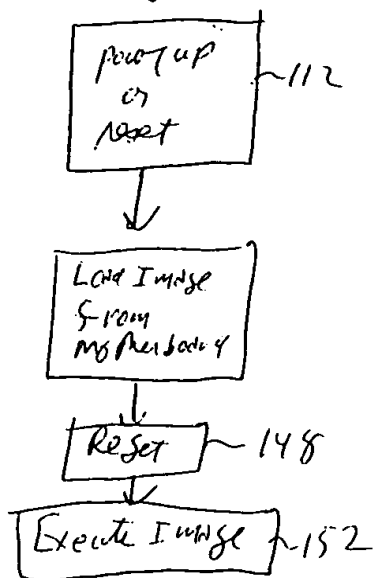 power up
or
reset
112
Load Image
From
motherboard
Reset
148
Execute Image
152